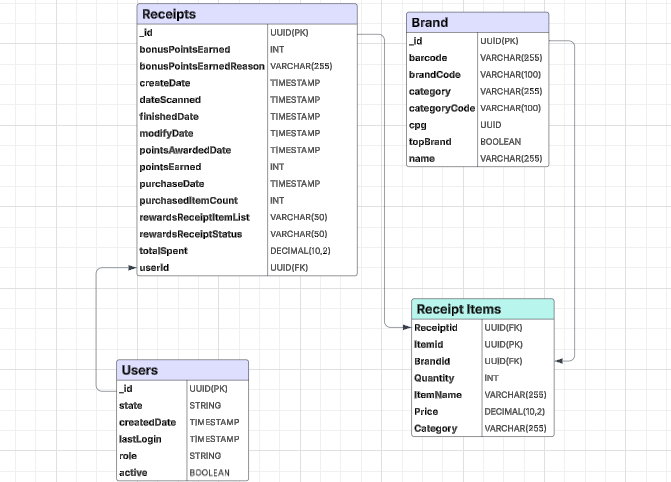 Receipts
_id UUID(PK)
bonusPointsEarned INT
bonusPointsEarnedReason VARCHAR(255)
createDate TIMESTAMP
dateScanned TIMESTAMP
finishedDate TIMESTAMP
modifyDate TIMESTAMP
pointsAwardedDate TIMESTAMP
pointsEarned INT
purchaseDate TIMESTAMP
purchasedItemCount INT
rewardsReceiptItemList VARCHAR(50)
rewardsReceiptStatus VARCHAR(50)
totalSpent DECIMAL(10,2)
userId UUID(FK)
Brand
_id UUID(PK)
barcode VARCHAR(255)
brandCode VARCHAR(100)
category VARCHAR(255)
categoryCode VARCHAR(100)
cpg UUID
topBrand BOOLEAN
name VARCHAR(255)
Receipt Items
Receiptid UUID(FK)
Itemid UUID(PK)
Brandid UUID(FK)
Quantity INT
ItemName VARCHAR(255)
Price DECIMAL(10,2)
Category VARCHAR(255)
Users
_id UUID(PK)
state STRING
createdDate TIMESTAMP
lastLogin TIMESTAMP
role STRING
active BOOLEAN